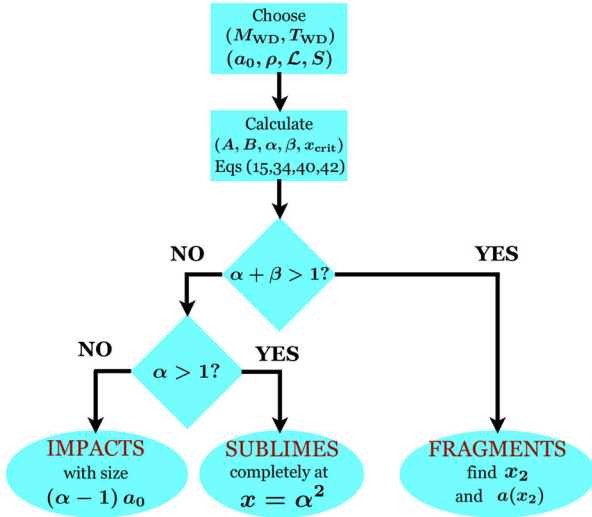 Choose
(M_WD, T_WD)
(a_0, ρ, ℒ, S)
Calculate
(A, B, α, β, x_crit)
Eqs (15,34,40,42)
NO
YES
α + β > 1?
NO
YES
α > 1?
IMPACTS
with size
(α − 1) a_0
SUBLIMES
completely at
x = α^2
FRAGMENTS
find x_2
and a(x_2)